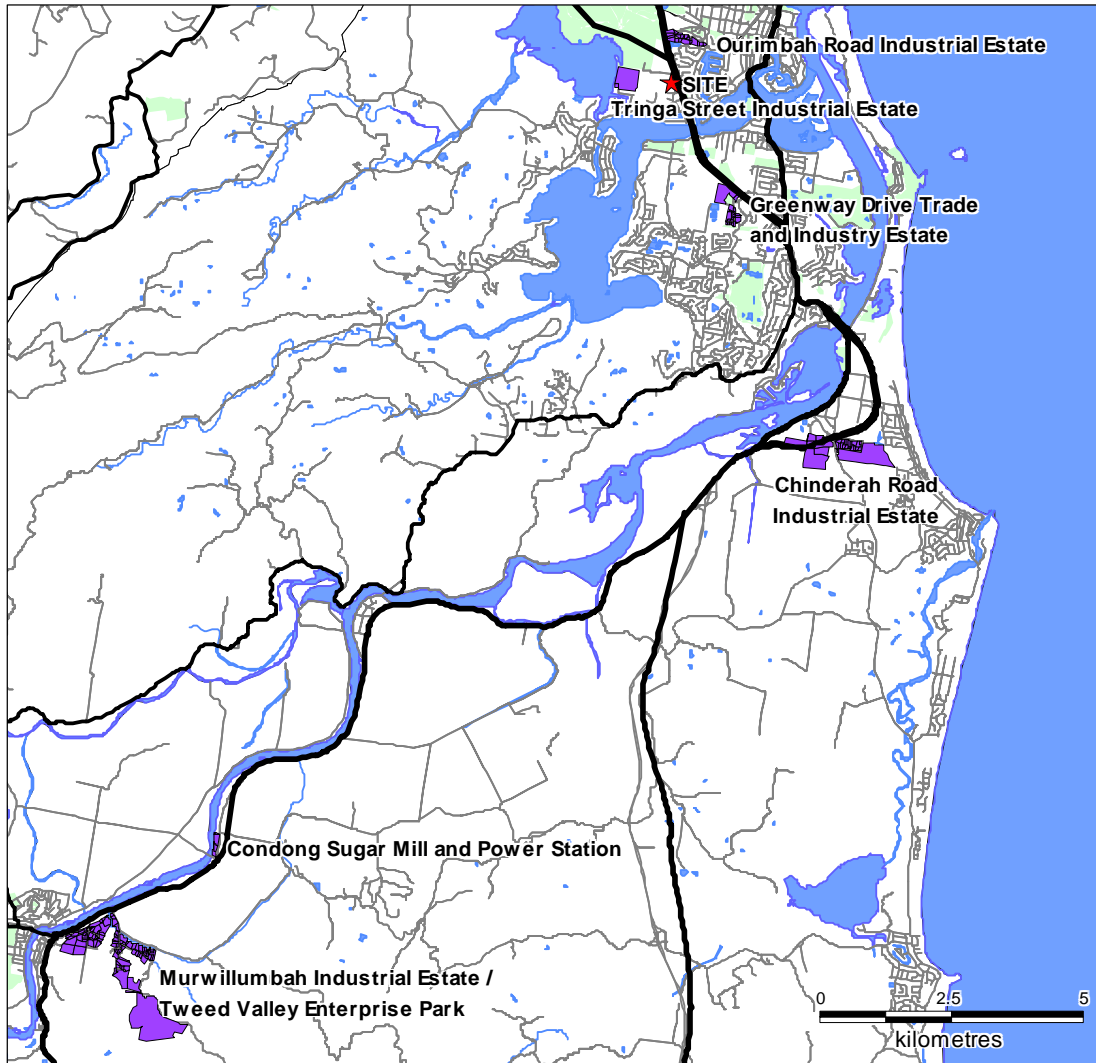 Ourimbah Road Industrial Estate
SITE
Tringa Street Industrial Estate
Greenway Drive Trade
and Industry Estate
Chinderah Road
Industrial Estate
Condong Sugar Mill and Power Station
Murwillumbah Industrial Estate /
Tweed Valley Enterprise Park
0 2.5 5
kilometres